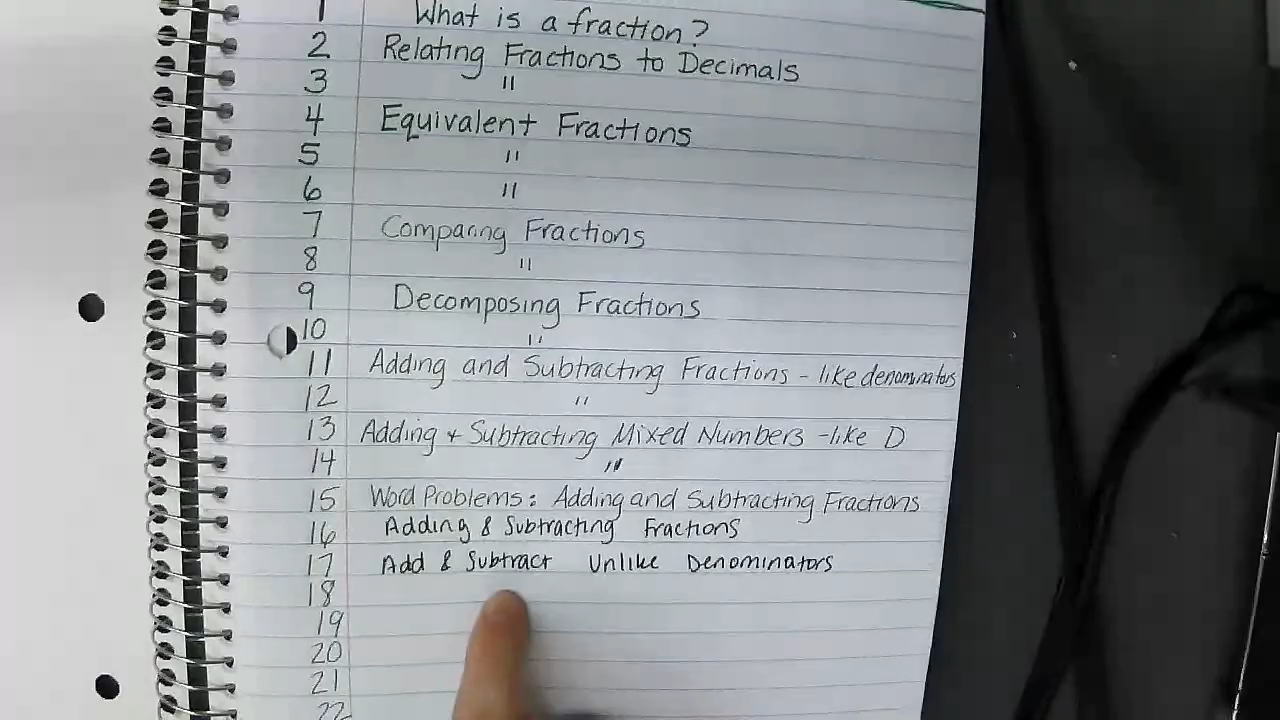 1 What is a fraction?
2 Relating Fractions to Decimals
3 "
4 Equivalent Fractions
5 "
6 "
7 Comparing Fractions
8 "
9 Decomposing Fractions
10 "
11 Adding and Subtracting Fractions - like denominators
12 "
13 Adding + Subtracting Mixed Numbers - like D
14 "
15 Word Problems: Adding and Subtracting Fractions
16 Adding & Subtracting Fractions
17 Add & Subtract Unlike Denominators
18
19
20
21
22